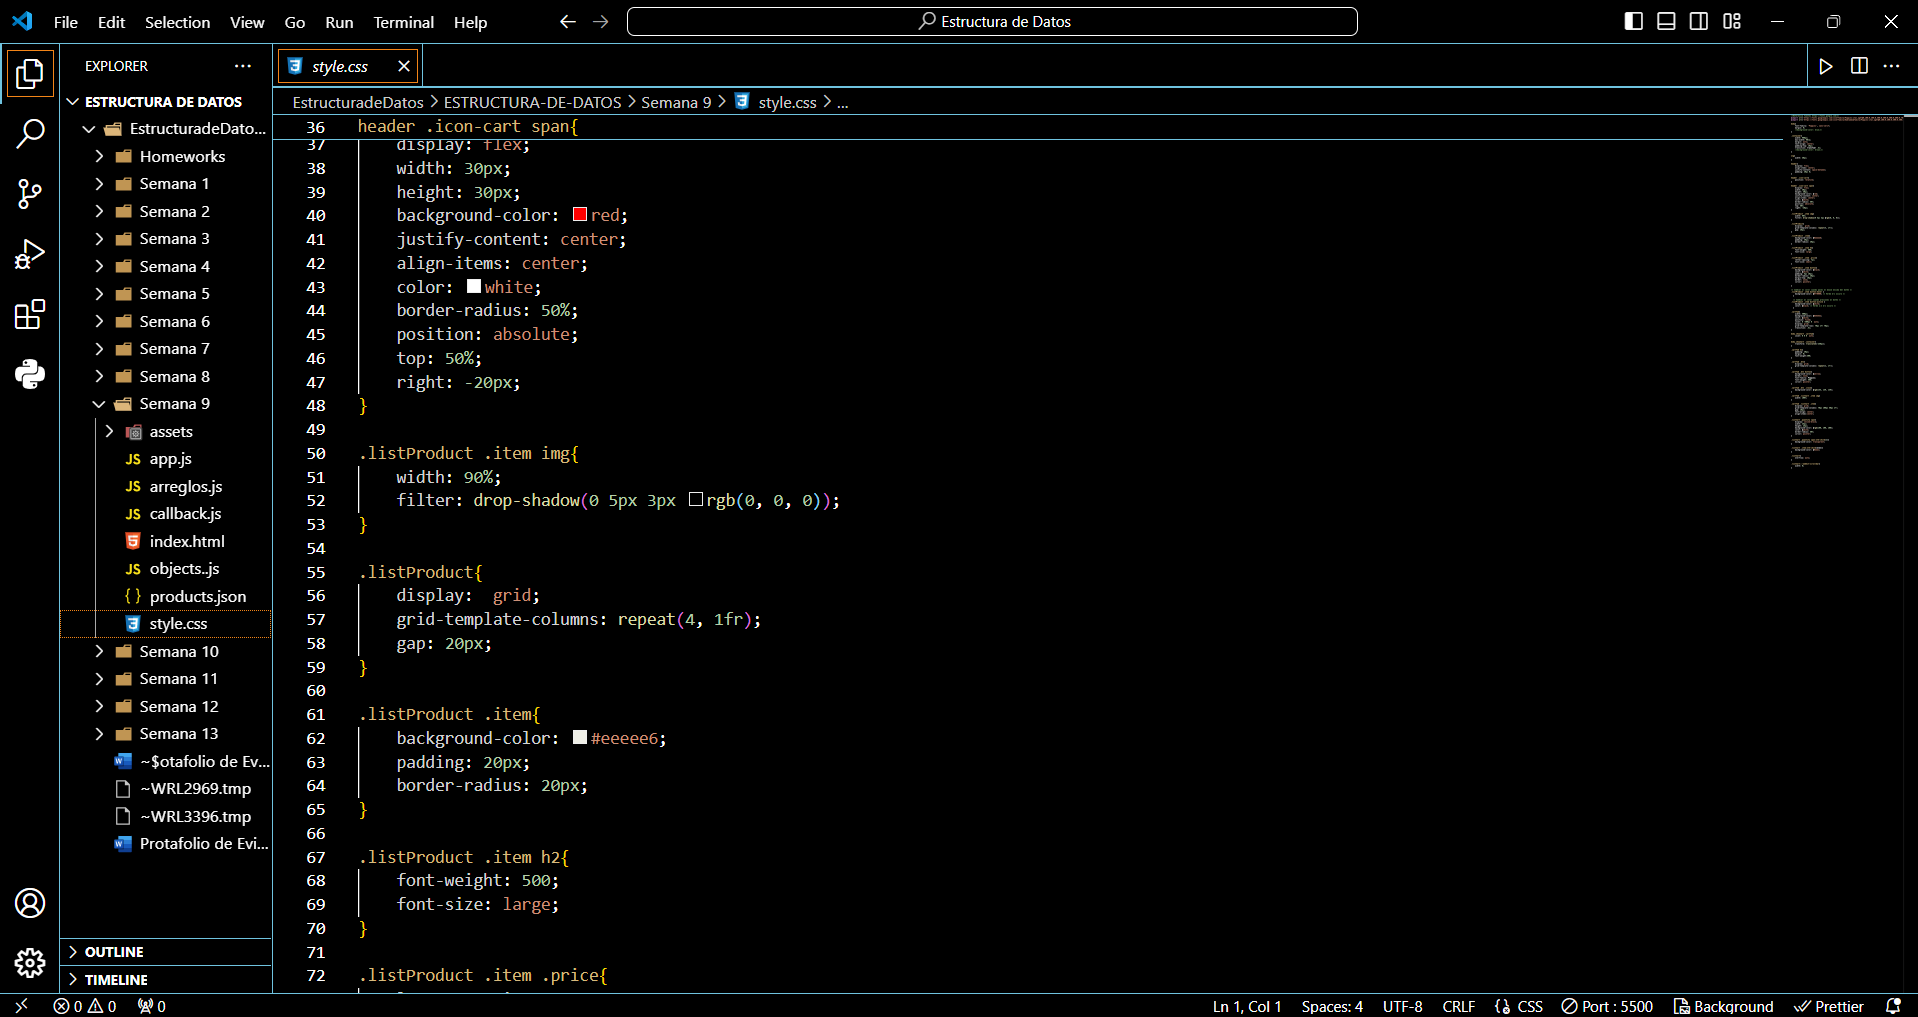 File Edit Selection View Go Run Terminal Help
Estructura de Datos
EXPLORER
ESTRUCTURA DE DATOS
EstructuradeDato...
Homeworks
Semana 1
Semana 2
Semana 3
Semana 4
Semana 5
Semana 6
Semana 7
Semana 8
Semana 9
assets
JS app.js
JS arreglos.js
JS callback.js
index.html
JS objects..js
{ } products.json
style.css
Semana 10
Semana 11
Semana 12
Semana 13
~$otafolio de Ev...
~WRL2969.tmp
~WRL3396.tmp
Protafolio de Evi...
OUTLINE
TIMELINE
style.css
EstructuradeDatos > ESTRUCTURA-DE-DATOS > Semana 9 > style.css > ...
36 header .icon-cart span{
37 display: flex;
38 width: 30px;
39 height: 30px;
40 background-color: red;
41 justify-content: center;
42 align-items: center;
43 color: white;
44 border-radius: 50%;
45 position: absolute;
46 top: 50%;
47 right: -20px;
48 }
49
50 .listProduct .item img{
51 width: 90%;
52 filter: drop-shadow(0 5px 3px rgb(0, 0, 0));
53 }
54
55 .listProduct{
56 display:  grid;
57 grid-template-columns: repeat(4, 1fr);
58 gap: 20px;
59 }
60
61 .listProduct .item{
62 background-color: #eeeee6;
63 padding: 20px;
64 border-radius: 20px;
65 }
66
67 .listProduct .item h2{
68 font-weight: 500;
69 font-size: large;
70 }
71
72 .listProduct .item .price{
0 0 0
Ln 1, Col 1 Spaces: 4 UTF-8 CRLF {} CSS Port : 5500 Background Prettier